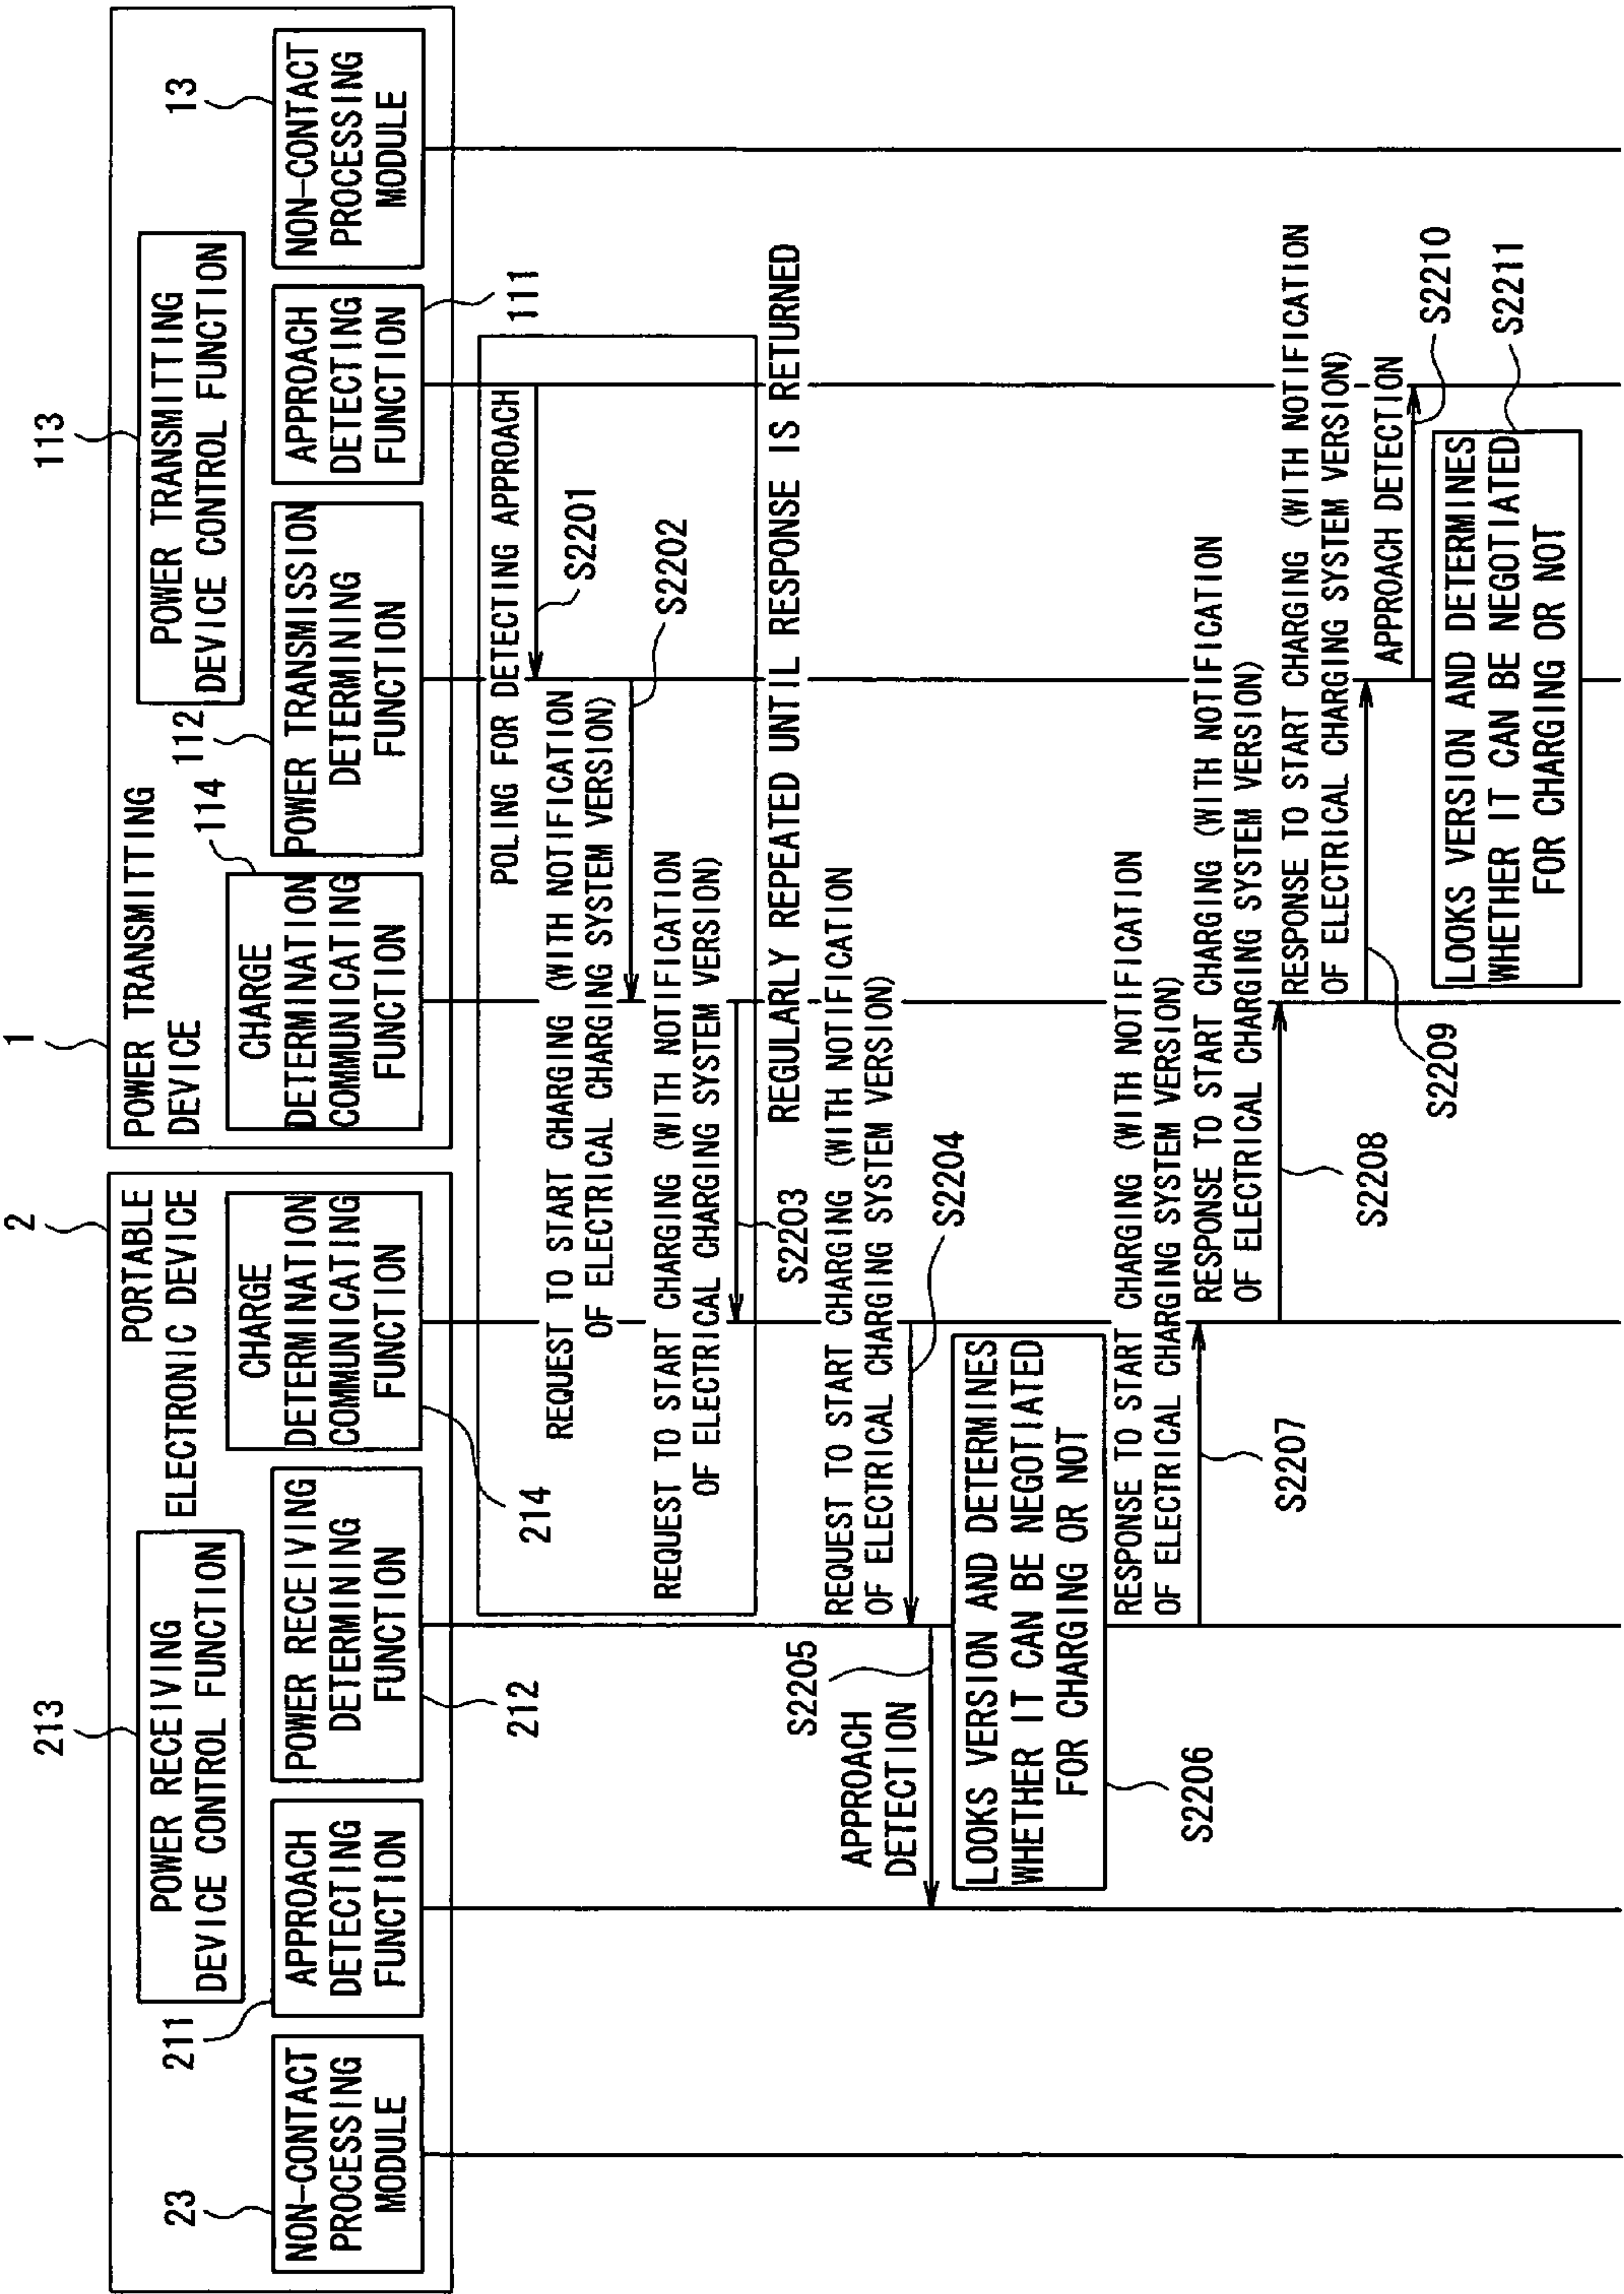 2
PORTABLE
ELECTRONIC DEVICE
213
POWER RECEIVING
DEVICE CONTROL FUNCTION
23
NON-CONTACT
PROCESSING
MODULE
211
APPROACH
DETECTING
FUNCTION
POWER RECEIVING
DETERMINING
FUNCTION
212
CHARGE
DETERMINATION
COMMUNICATING
FUNCTION
214
1
POWER TRANSMITTING
DEVICE
114
CHARGE
DETERMINATION
COMMUNICATING
FUNCTION
112
POWER TRANSMISSION
DETERMINING
FUNCTION
113
POWER TRANSMITTING
DEVICE CONTROL FUNCTION
APPROACH
DETECTING
FUNCTION
111
13
NON-CONTACT
PROCESSING
MODULE
POLING FOR DETECTING APPROACH
S2201
REQUEST TO START CHARGING (WITH NOTIFICATION
OF ELECTRICAL CHARGING SYSTEM VERSION)
S2202
REQUEST TO START CHARGING (WITH NOTIFICATION
OF ELECTRICAL CHARGING SYSTEM VERSION)
S2203
REGULARLY REPEATED UNTIL RESPONSE IS RETURNED
REQUEST TO START CHARGING (WITH NOTIFICATION
OF ELECTRICAL CHARGING SYSTEM VERSION)
S2204
S2205
APPROACH
DETECTION
LOOKS VERSION AND DETERMINES
WHETHER IT CAN BE NEGOTIATED
FOR CHARGING OR NOT
S2206
RESPONSE TO START CHARGING (WITH NOTIFICATION
OF ELECTRICAL CHARGING SYSTEM VERSION)
S2207
RESPONSE TO START CHARGING (WITH NOTIFICATION
OF ELECTRICAL CHARGING SYSTEM VERSION)
S2208
RESPONSE TO START CHARGING (WITH NOTIFICATION
OF ELECTRICAL CHARGING SYSTEM VERSION)
S2209
APPROACH DETECTION
S2210
LOOKS VERSION AND DETERMINES
WHETHER IT CAN BE NEGOTIATED
FOR CHARGING OR NOT
S2211